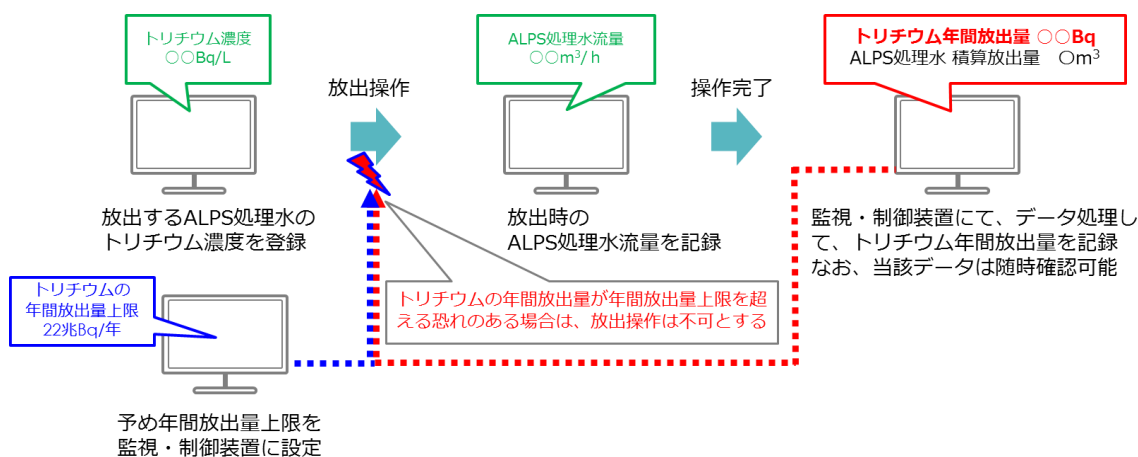 トリチウム濃度
○○Bq/L
放出操作
ALPS処理水流量
○○m³/h
操作完了
トリチウム年間放出量 ○○Bq
ALPS処理水 積算放出量　○m³
放出するALPS処理水の
トリチウム濃度を登録
放出時の
ALPS処理水流量を記録
監視・制御装置にて、データ処理し
て、トリチウム年間放出量を記録
なお、当該データは随時確認可能
トリチウムの
年間放出量上限
22兆Bq/年
トリチウムの年間放出量が年間放出量上限を超
える恐れのある場合は、放出操作は不可とする
予め年間放出量上限を
監視・制御装置に設定